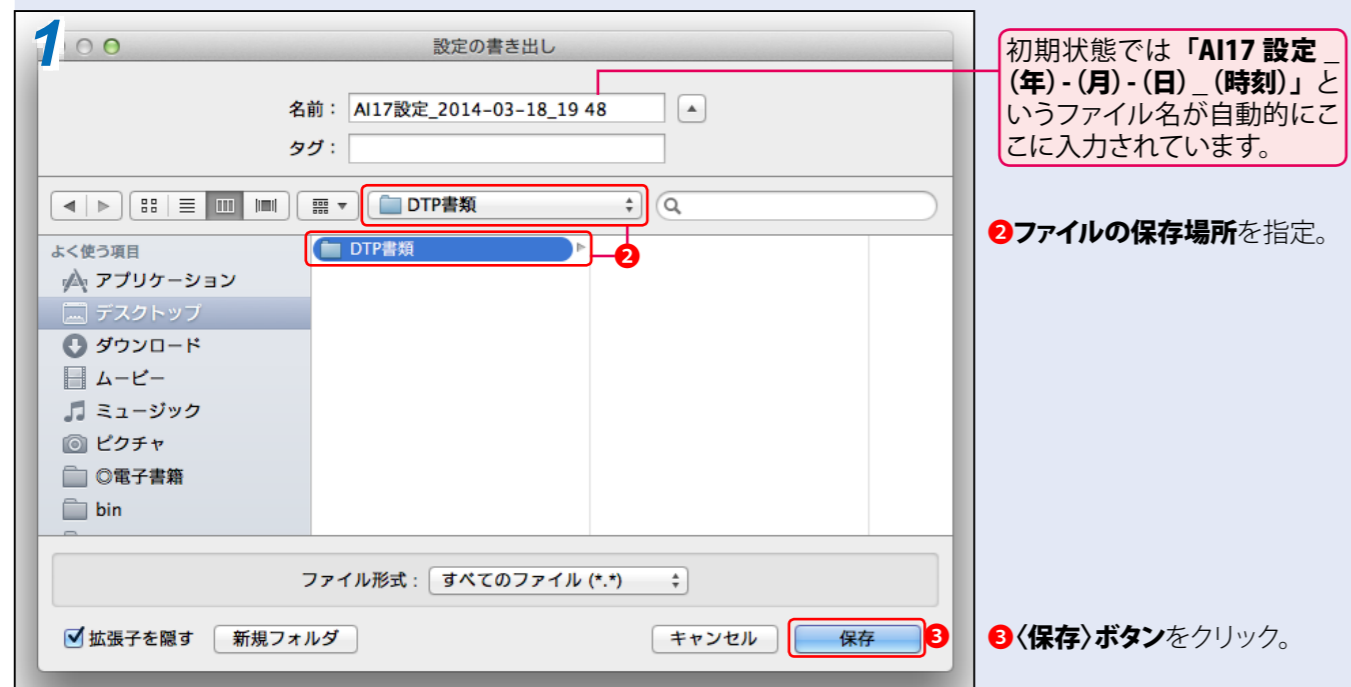 1
設定の書き出し
名前： AI17設定_2014-03-18_19 48
タグ：
DTP書類
よく使う項目
アプリケーション
デスクトップ
ダウンロード
ムービー
ミュージック
ピクチャ
◎電子書籍
bin
DTP書類
❷
ファイル形式： すべてのファイル (*.*)
拡張子を隠す 新規フォルダ キャンセル 保存 ❸
初期状態では「AI17 設定 _
(年) - (月) - (日) _ (時刻)」と
いうファイル名が自動的にこ
こに入力されています。
❷ファイルの保存場所を指定。
❸〈保存〉ボタンをクリック。